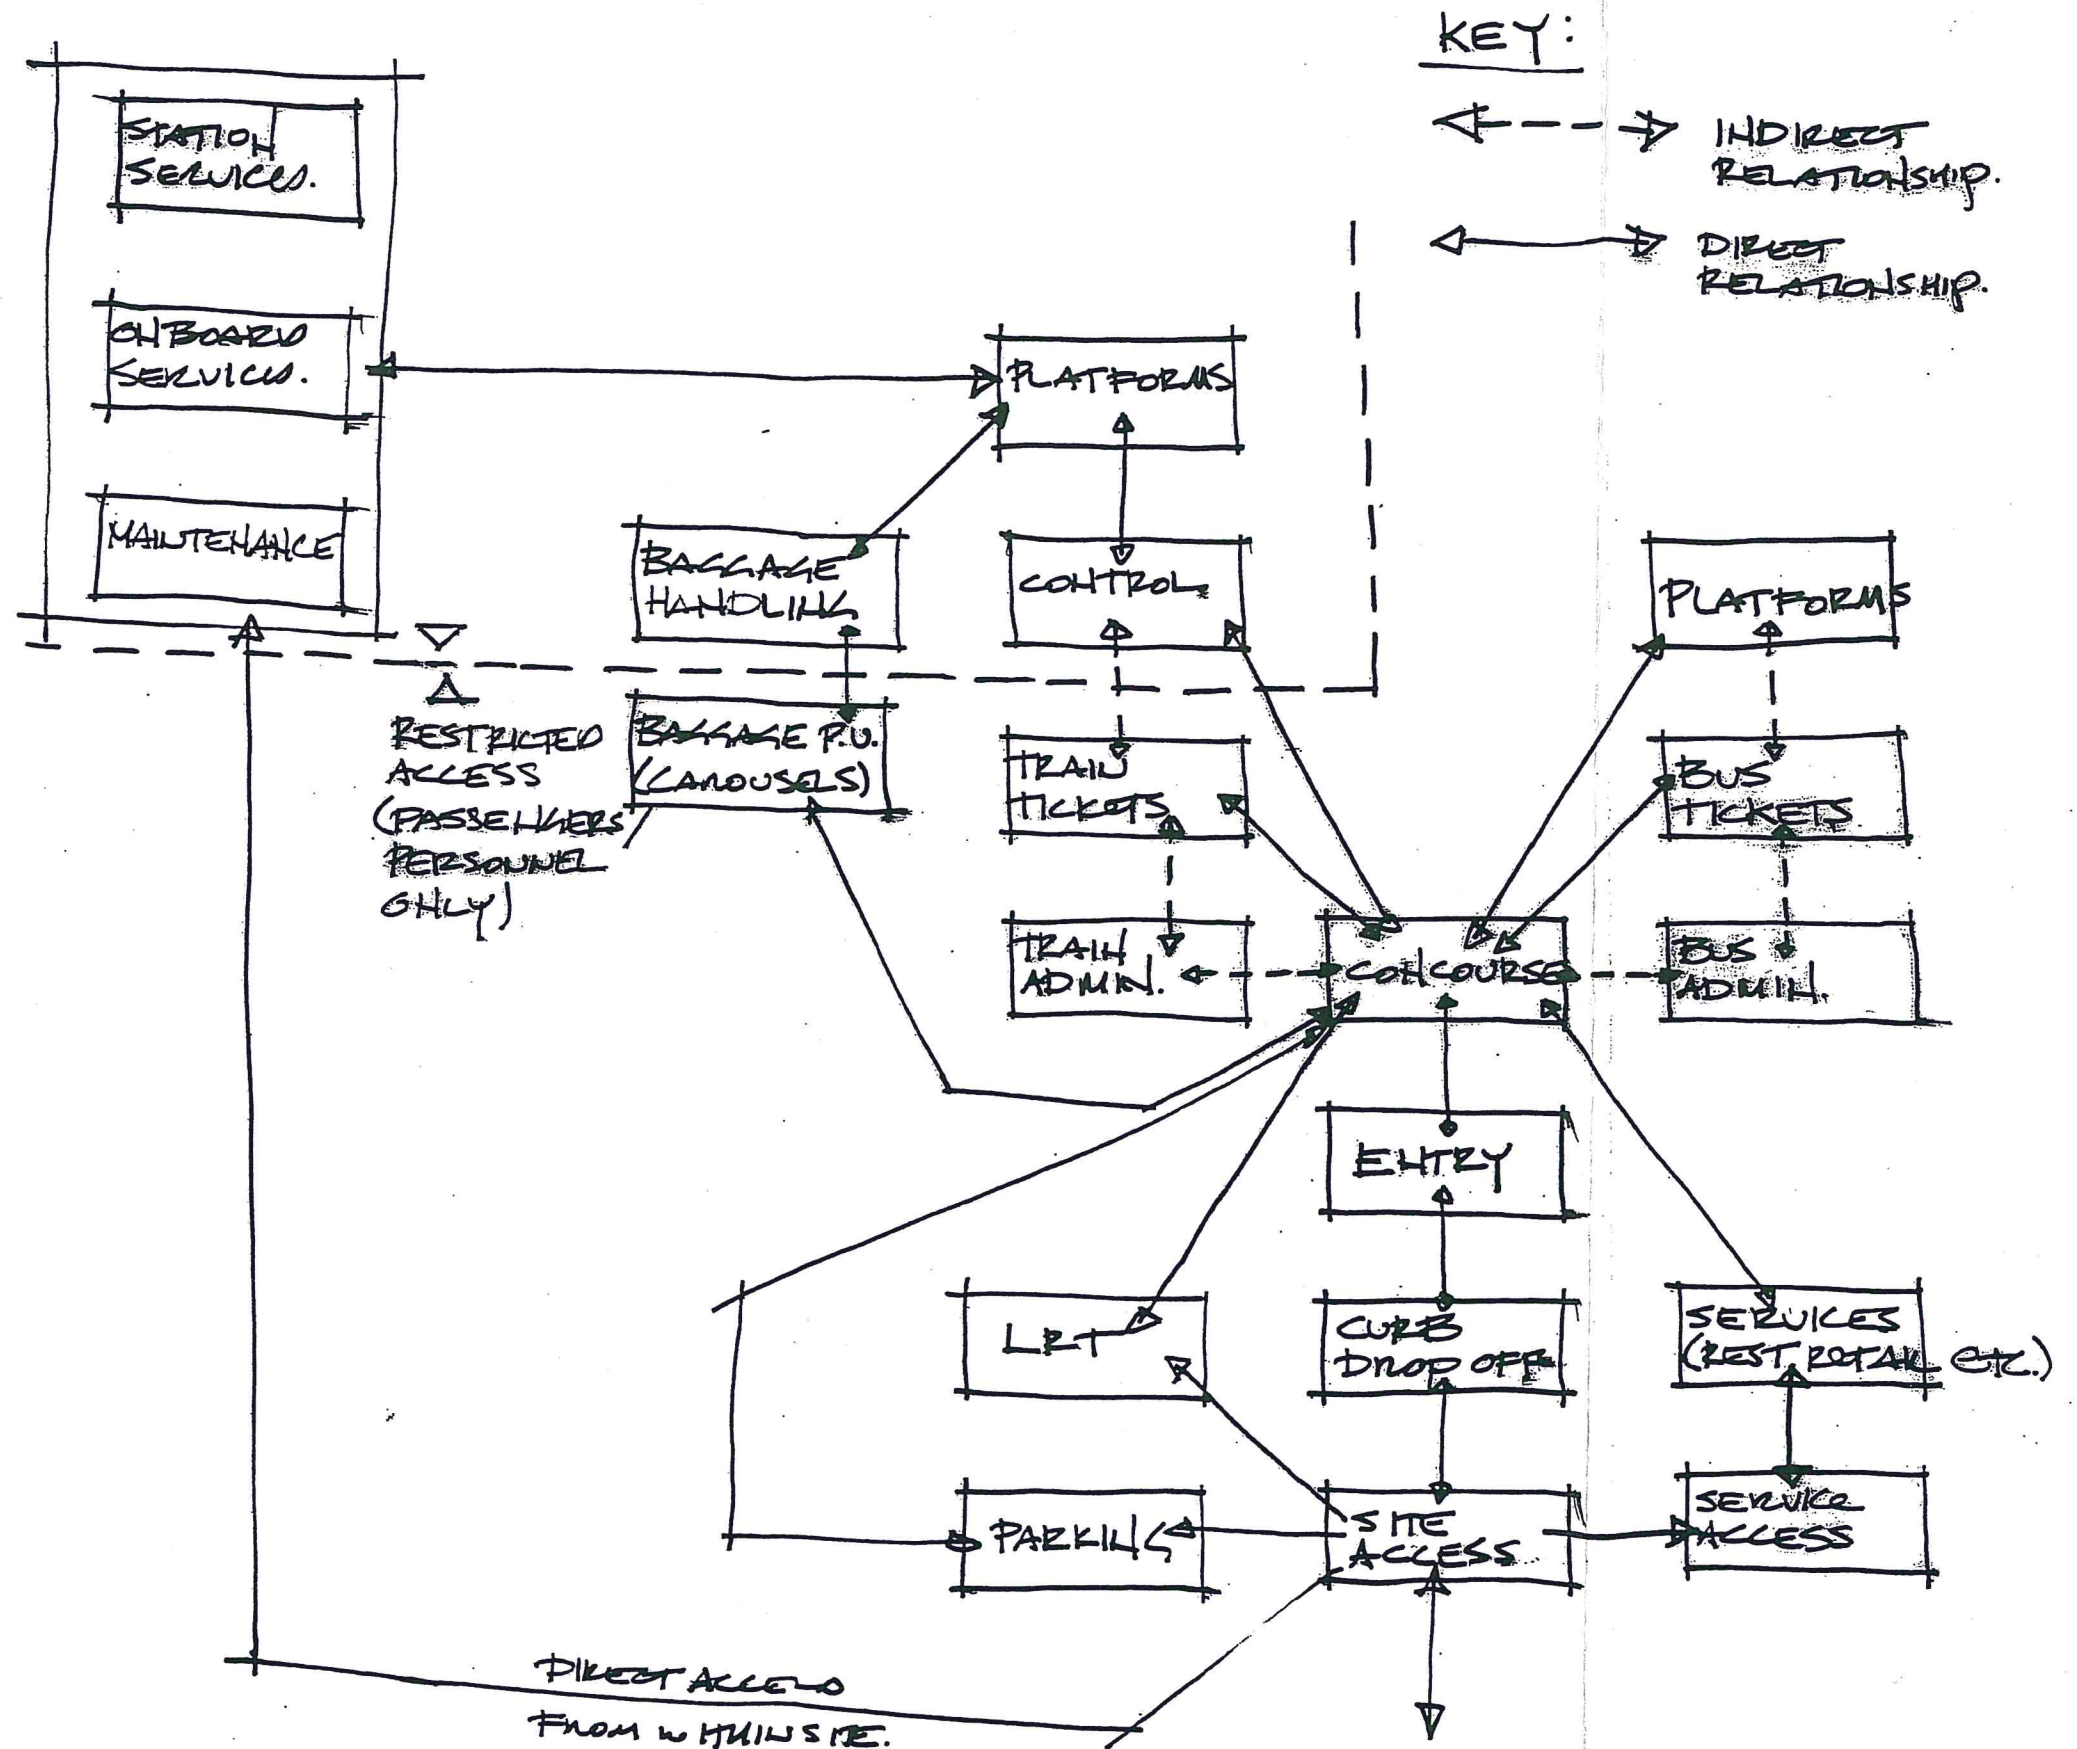 KEY:
INDIRECT
RELATIONSHIP.
DIRECT
RELATIONSHIP.
STATION
SERVICES.
ONBOARD
SERVICES.
MAINTENANCE
PLATFORMS
BAGGAGE
HANDLING
CONTROL
PLATFORMS
RESTRICTED
ACCESS
(PASSENGERS
PERSONNEL
ONLY)
BAGGAGE P.U.
(CAROUSELS)
TRAIN
TICKETS
BUS
TICKETS
TRAIN
ADMIN.
CONCOURSE
BUS
ADMIN.
ENTRY
LRT
CURB
DROP OFF
SERVICES
(REST, RETAIL ETC.)
PARKING
SITE
ACCESS
SERVICE
ACCESS
DIRECT ACCESS
FROM WITHIN SITE.